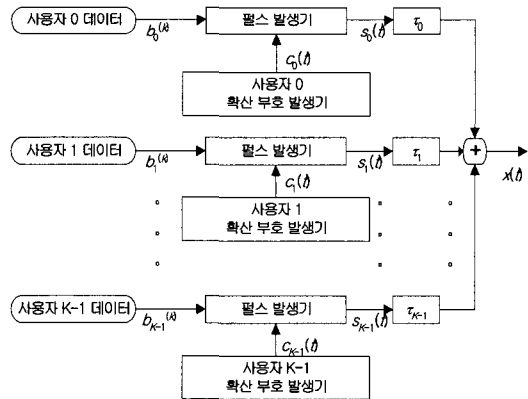 사용자 0 데이터
b₀⁽ᵏ⁾
펄스 발생기
s₀(t)
τ₀
c₀(t)
사용자 0
확산 부호 발생기
사용자 1 데이터
b₁⁽ᵏ⁾
펄스 발생기
s₁(t)
τ₁
+
x(t)
c₁(t)
사용자 1
확산 부호 발생기
사용자 K-1 데이터
b_K-1⁽ᵏ⁾
펄스 발생기
s_K-1(t)
τ_K-1
c_K-1(t)
사용자 K-1
확산 부호 발생기